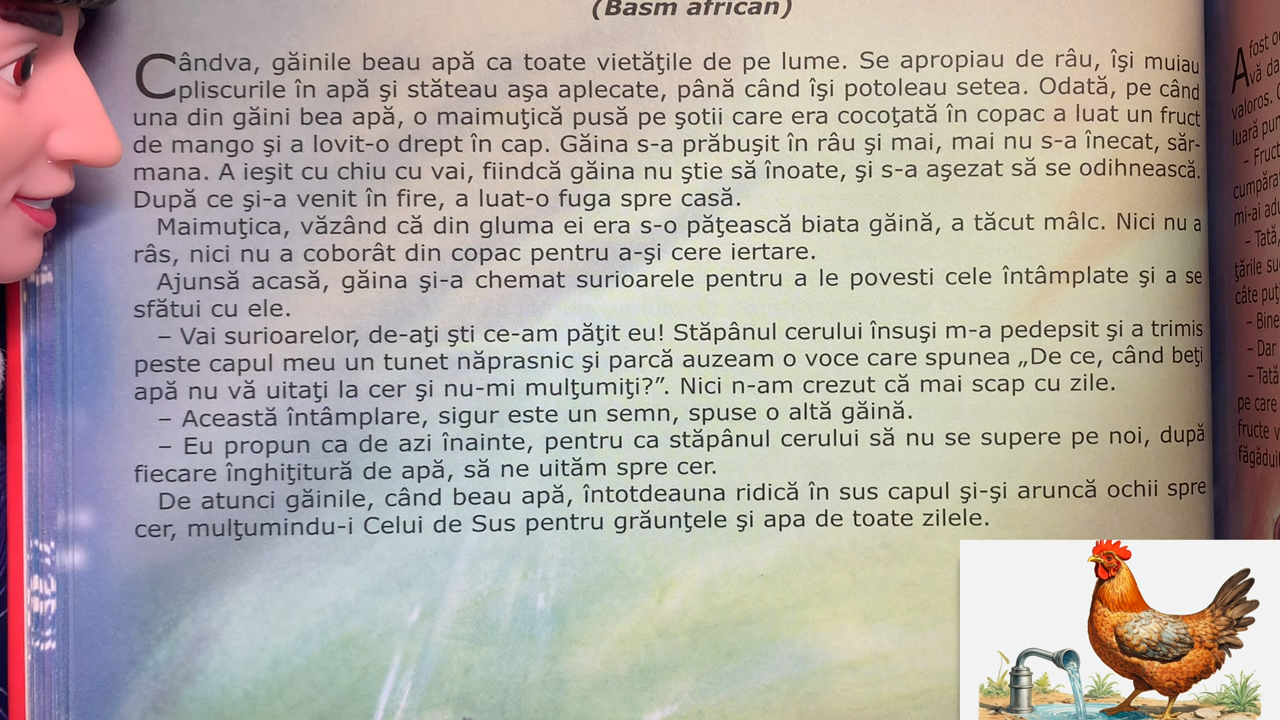 (Basm african)
Cândva, găinile beau apă ca toate vietăţile de pe lume. Se apropiau de râu, îşi muiau
pliscurile în apă şi stăteau aşa aplecate, până când îşi potoleau setea. Odată, pe când
una din găini bea apă, o maimuţică pusă pe şotii care era cocoţată în copac a luat un fruct
de mango şi a lovit-o drept în cap. Găina s-a prăbuşit în râu şi mai, mai nu s-a înecat, săr-
mana. A ieşit cu chiu cu vai, fiindcă găina nu ştie să înoate, şi s-a aşezat să se odihnească.
După ce şi-a venit în fire, a luat-o fuga spre casă.
Maimuţica, văzând că din gluma ei era s-o păţească biata găină, a tăcut mâlc. Nici nu a
râs, nici nu a coborât din copac pentru a-şi cere iertare.
Ajunsă acasă, găina şi-a chemat surioarele pentru a le povesti cele întâmplate şi a se
sfătui cu ele.
– Vai surioarelor, de-aţi şti ce-am păţit eu! Stăpânul cerului însuşi m-a pedepsit şi a trimis
peste capul meu un tunet năprasnic şi parcă auzeam o voce care spunea „De ce, când beţi
apă nu vă uitaţi la cer şi nu-mi mulţumiţi?”. Nici n-am crezut că mai scap cu zile.
– Această întâmplare, sigur este un semn, spuse o altă găină.
– Eu propun ca de azi înainte, pentru ca stăpânul cerului să nu se supere pe noi, după
fiecare înghiţitură de apă, să ne uităm spre cer.
De atunci găinile, când beau apă, întotdeauna ridică în sus capul şi-şi aruncă ochii spre
cer, mulţumindu-i Celui de Sus pentru grăunţele şi apa de toate zilele.
A fost
vă
valoros.
luară
– Fruct
mi-ai
– Tată,
câte
– Bine
– Dar
– Tată
pe care
fructe